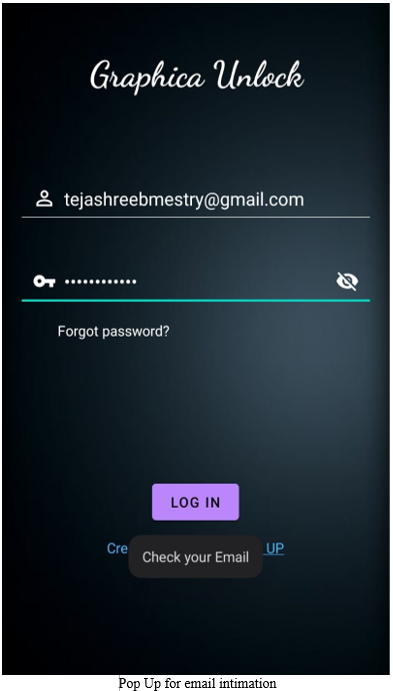 Graphica Unlock
tejashreebmestry@gmail.com
••••••••••••
Forgot password?
LOG IN
Cre UP
Check your Email
Pop Up for email intimation